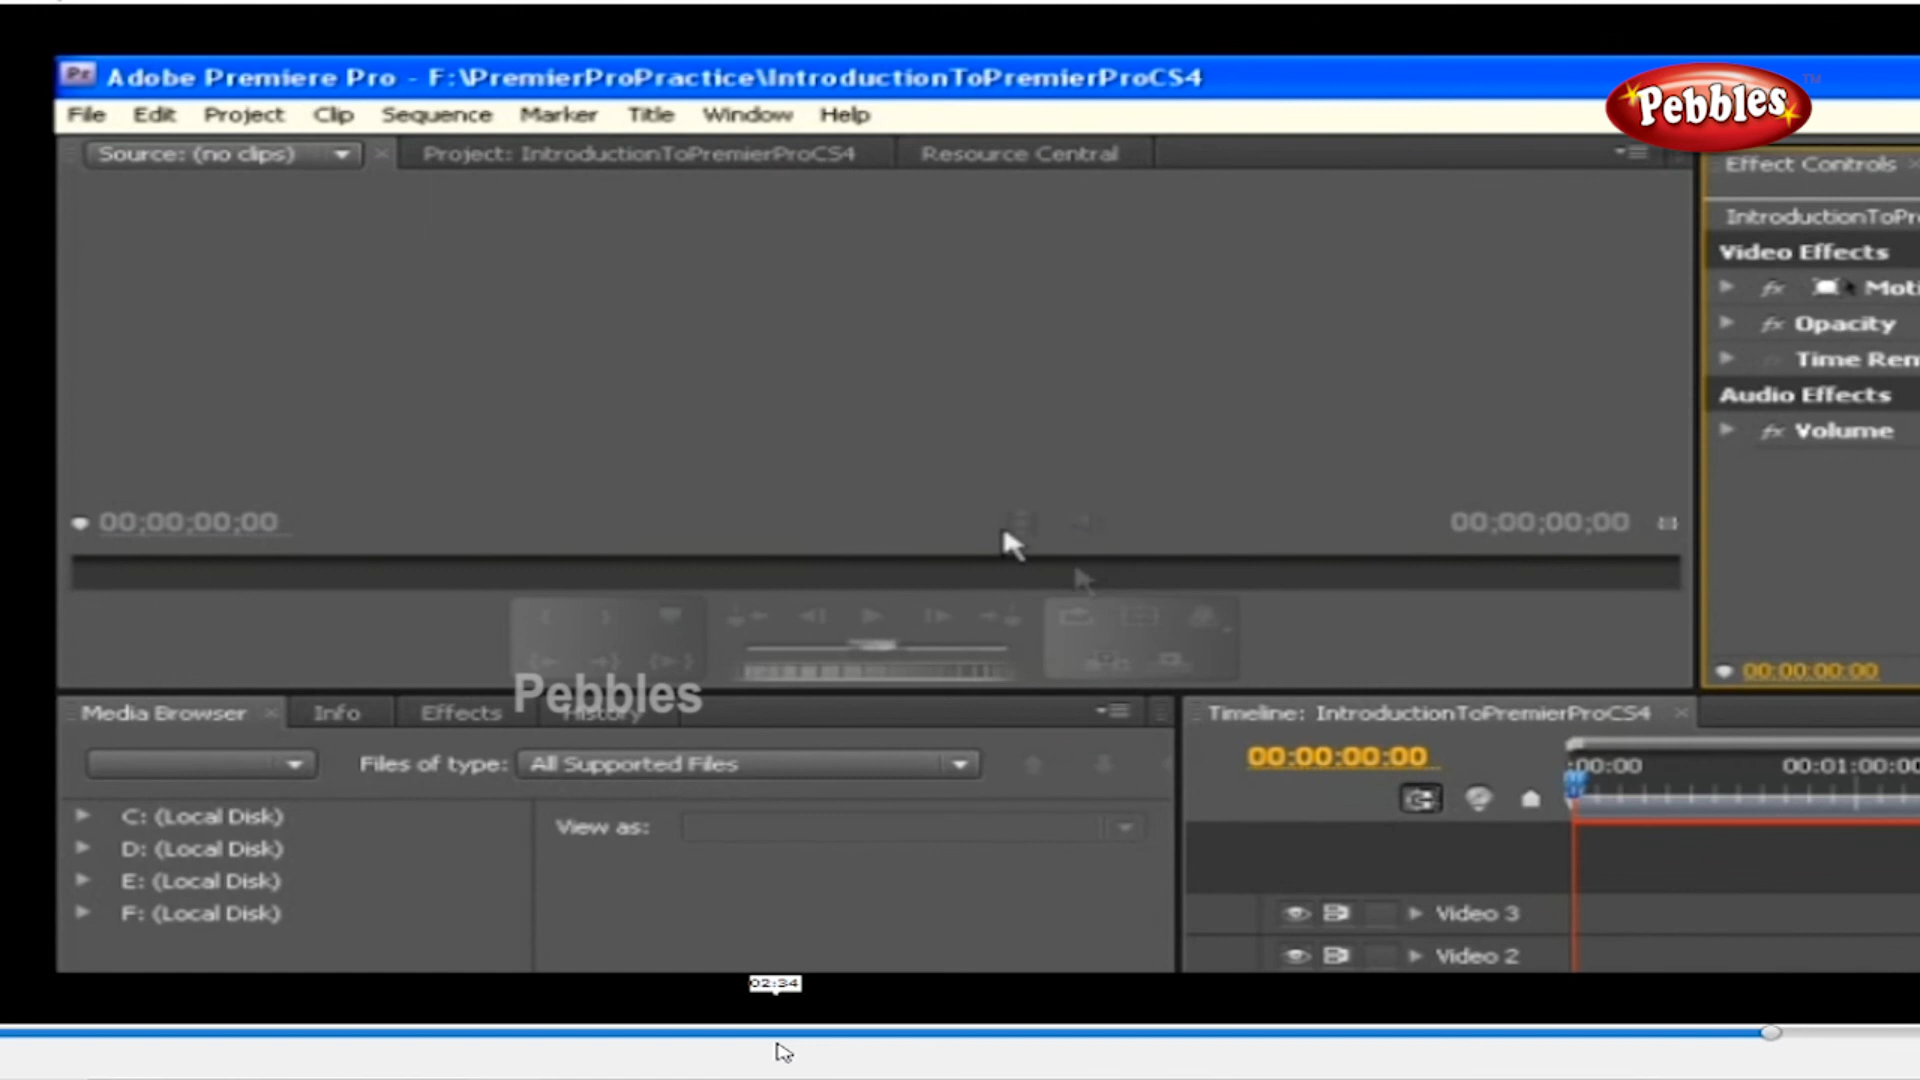 Adobe Premiere Pro - F:\PremierProPractice\IntroductionToPremierProCS4
Pebbles TM
File Edit Project Clip Sequence Marker Title Window Help
Source: (no clips) Project: IntroductionToPremierProCS4 Resource Central
Effect Controls
IntroductionToPr
Video Effects
fx Moti
fx Opacity
Time Rem
Audio Effects
fx Volume
00;00;00;00 00;00;00;00
00:00:00:00
Pebbles
Media Browser Info Effects History
Timeline: IntroductionToPremierProCS4
Files of type: All Supported Files
00:00:00:00
:00:00 00:01:00:00
C: (Local Disk)
View as:
D: (Local Disk)
E: (Local Disk)
F: (Local Disk)
Video 3
Video 2
02:34